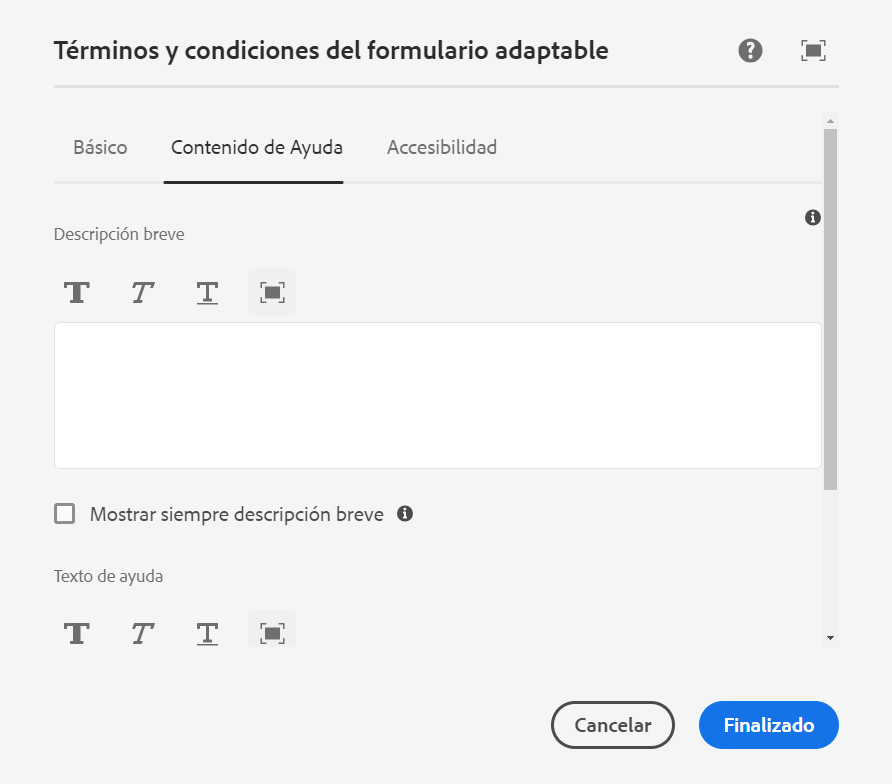 Términos y condiciones del formulario adaptable
Básico Contenido de Ayuda Accesibilidad
Descripción breve
T T T
Mostrar siempre descripción breve
Texto de ayuda
T T T
Cancelar Finalizado